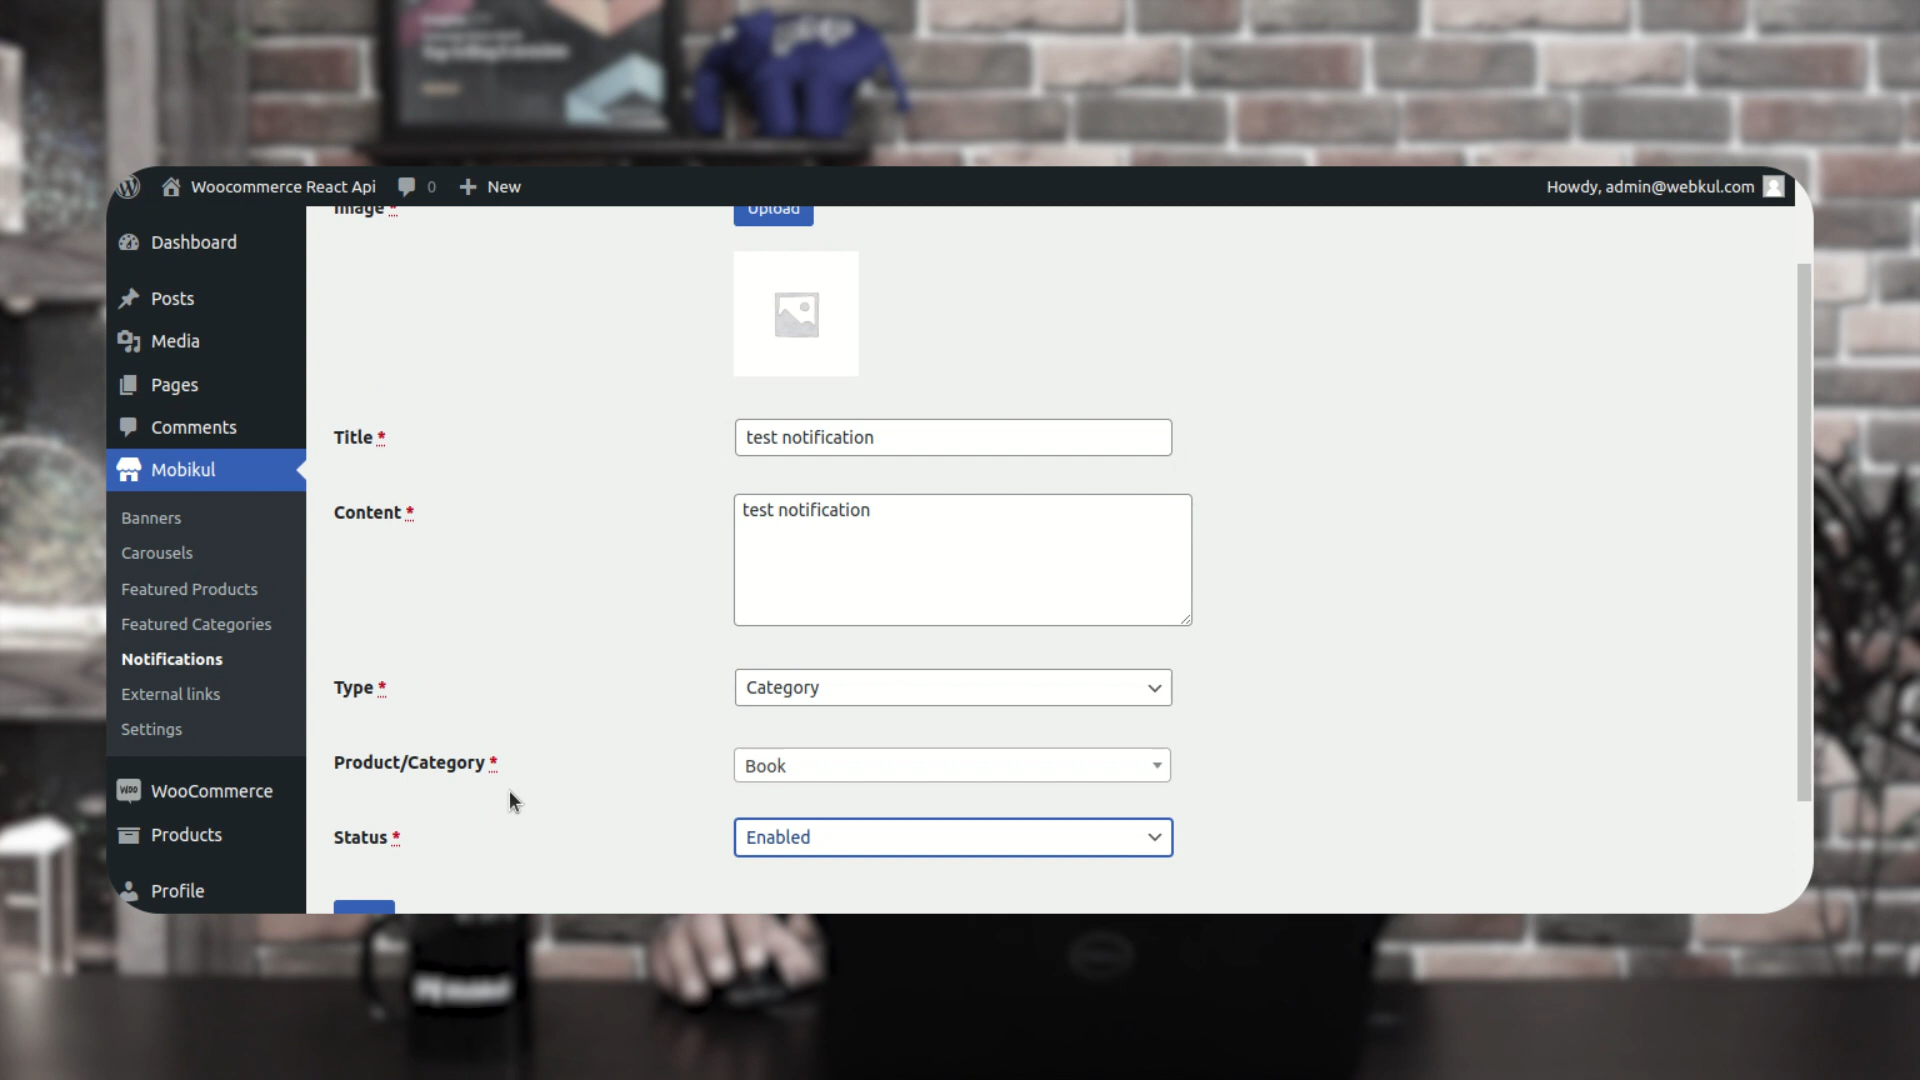 Woocommerce React Api
0
New
Howdy, admin@webkul.com
Image *
Upload
Dashboard
Posts
Media
Pages
Comments
Mobikul
Banners
Carousels
Featured Products
Featured Categories
Notifications
External links
Settings
WooCommerce
Products
Profile
Title *
test notification
Content *
test notification
Type *
Category
Product/Category *
Book
Status *
Enabled